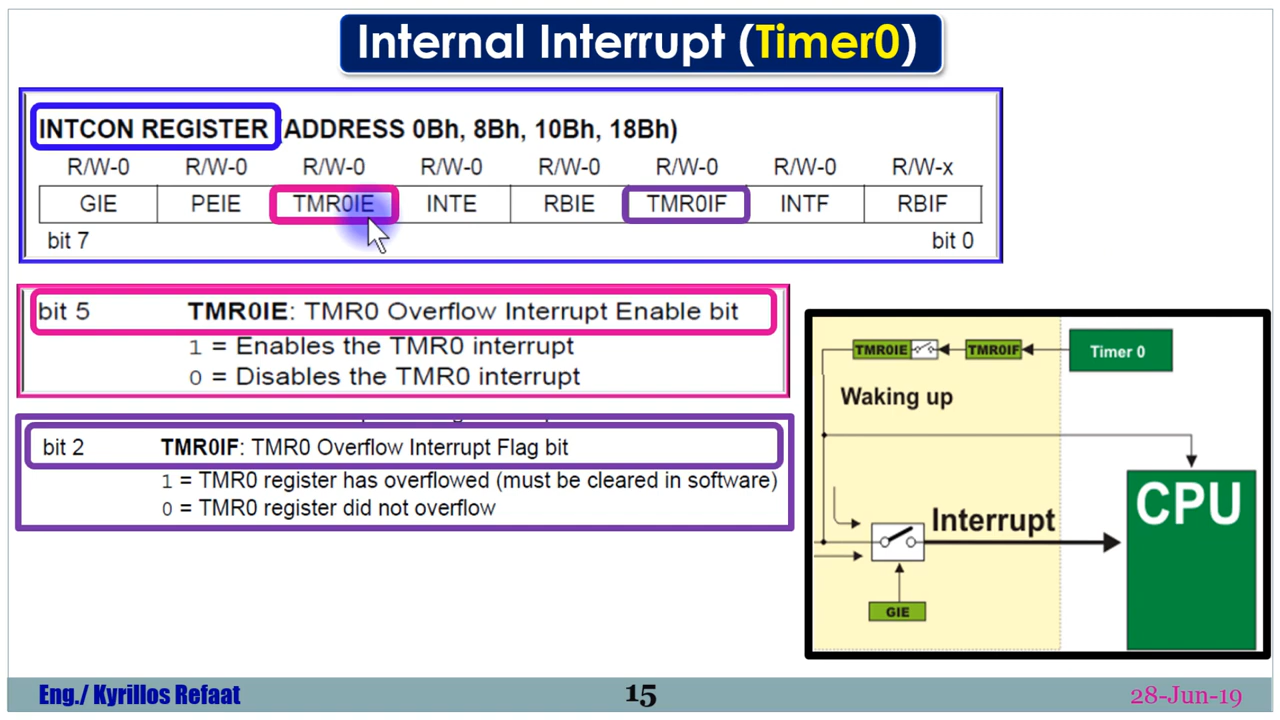 Internal Interrupt (Timer0)
INTCON REGISTER (ADDRESS 0Bh, 8Bh, 10Bh, 18Bh)
R/W-0 R/W-0 R/W-0 R/W-0 R/W-0 R/W-0 R/W-0 R/W-x
GIE PEIE TMR0IE INTE RBIE TMR0IF INTF RBIF
bit 7 bit 0
bit 5 TMR0IE: TMR0 Overflow Interrupt Enable bit
1 = Enables the TMR0 interrupt
0 = Disables the TMR0 interrupt
bit 2 TMR0IF: TMR0 Overflow Interrupt Flag bit
1 = TMR0 register has overflowed (must be cleared in software)
0 = TMR0 register did not overflow
TMR0IE TMR0IF Timer 0
Waking up
CPU
Interrupt
GIE
Eng./ Kyrillos Refaat 15 28-Jun-19